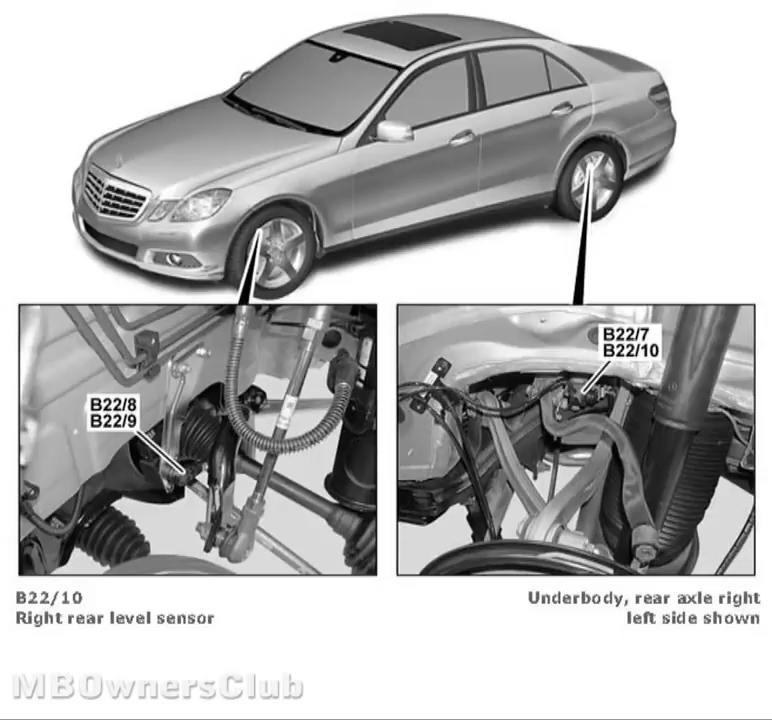 B22/7
B22/10
B22/8
B22/9
B22/10
Right rear level sensor
Underbody, rear axle right
left side shown
MBOwnersClub